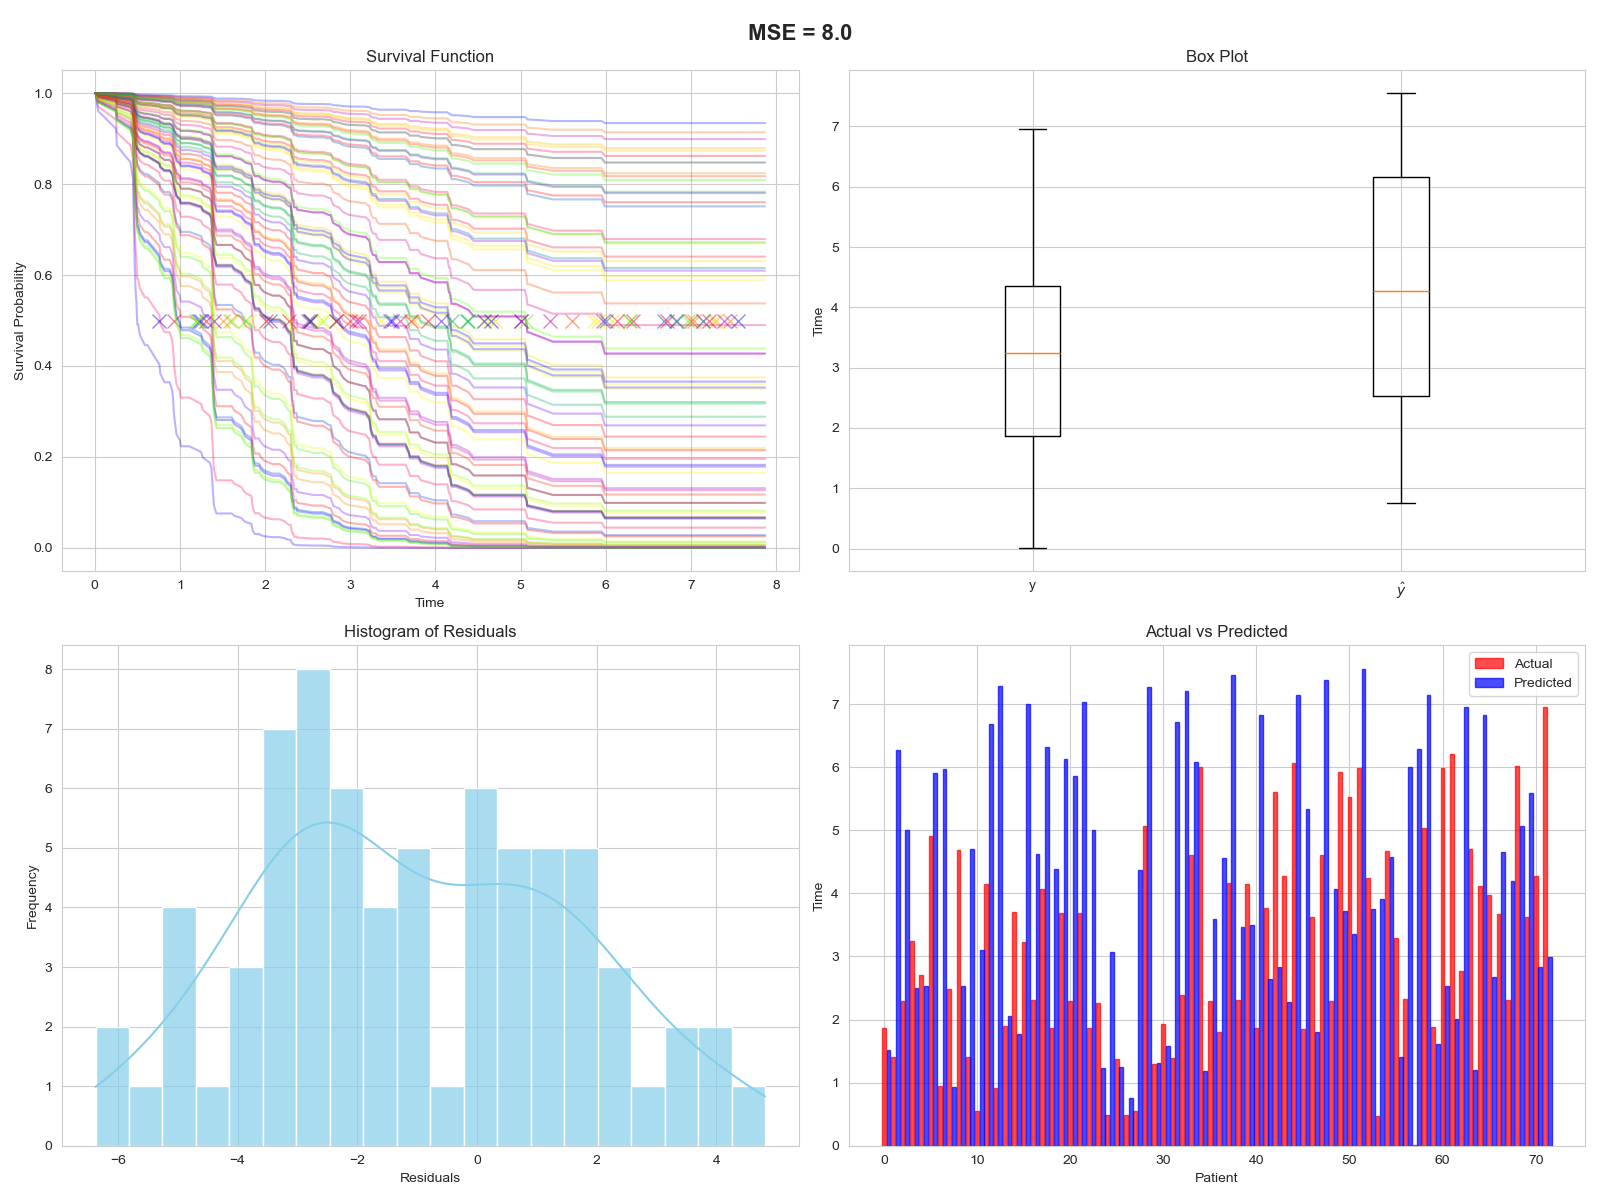 MSE = 8.0
Survival Function
1.0
0.8
0.6
0.4
0.2
0.0
Survival Probability
0 1 2 3 4 5 6 7 8
Time
Box Plot
7
6
5
4
3
2
1
0
Time
y ŷ
Histogram of Residuals
8
7
6
5
4
3
2
1
0
Frequency
−6 −4 −2 0 2 4
Residuals
Actual vs Predicted
Actual
Predicted
7
6
5
4
3
2
1
0
Time
0 10 20 30 40 50 60 70
Patient